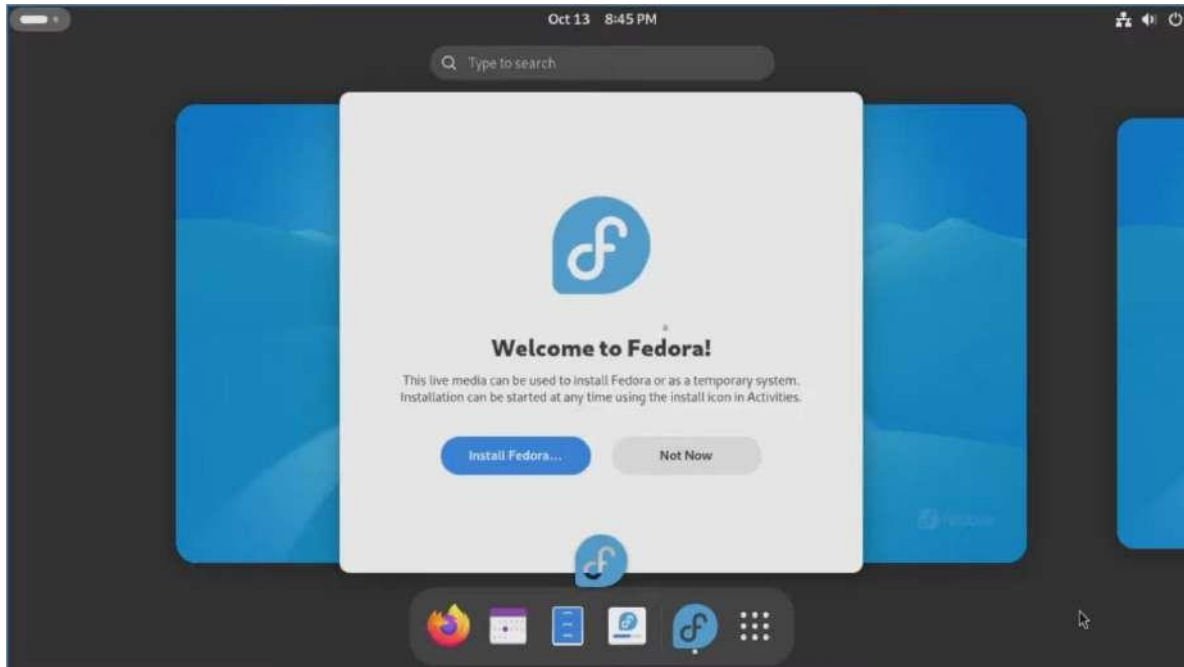 Oct 13 8:45 PM
Type to search
Welcome to Fedora!
This live media can be used to install Fedora or as a temporary system.
Installation can be started at any time using the install icon in Activities.
Install Fedora... Not Now
fedora